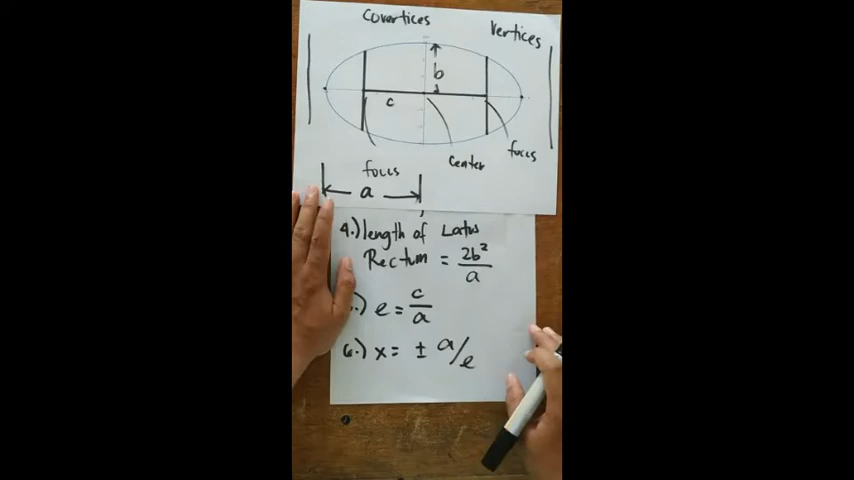 Covertices
Vertices
b
c
focus
center
focus
a
4.) length of Latus
Rectum = 2b²/a
.) e = c/a
6.) x = ± a/e